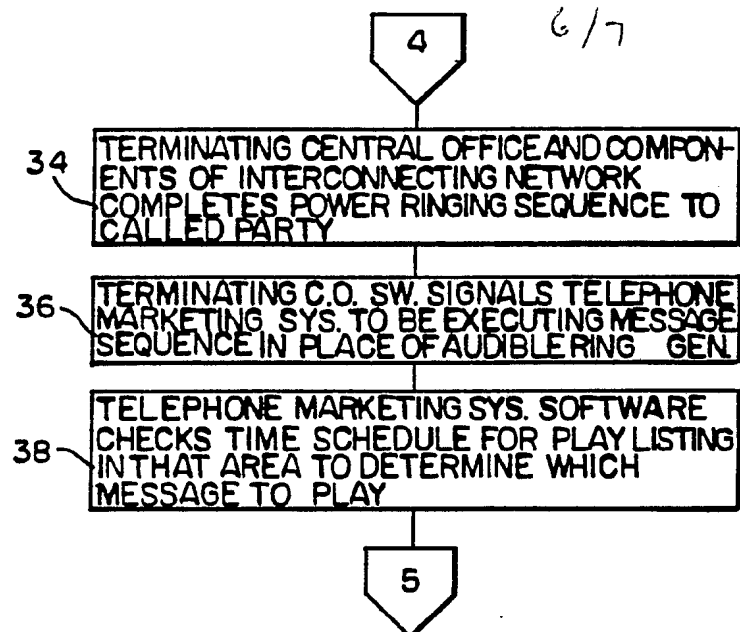 6/7
4
34
TERMINATING CENTRAL OFFICE AND COMPON-
ENTS OF INTERCONNECTING NETWORK
COMPLETES POWER RINGING SEQUENCE TO
CALLED PARTY
36
TERMINATING C.O. SW. SIGNALS TELEPHONE
MARKETING SYS. TO BE EXECUTING MESSAGE
SEQUENCE IN PLACE OF AUDIBLE RING GEN.
38
TELEPHONE MARKETING SYS. SOFTWARE
CHECKS TIME SCHEDULE FOR PLAY LISTING
IN THAT AREA TO DETERMINE WHICH
MESSAGE TO PLAY
5